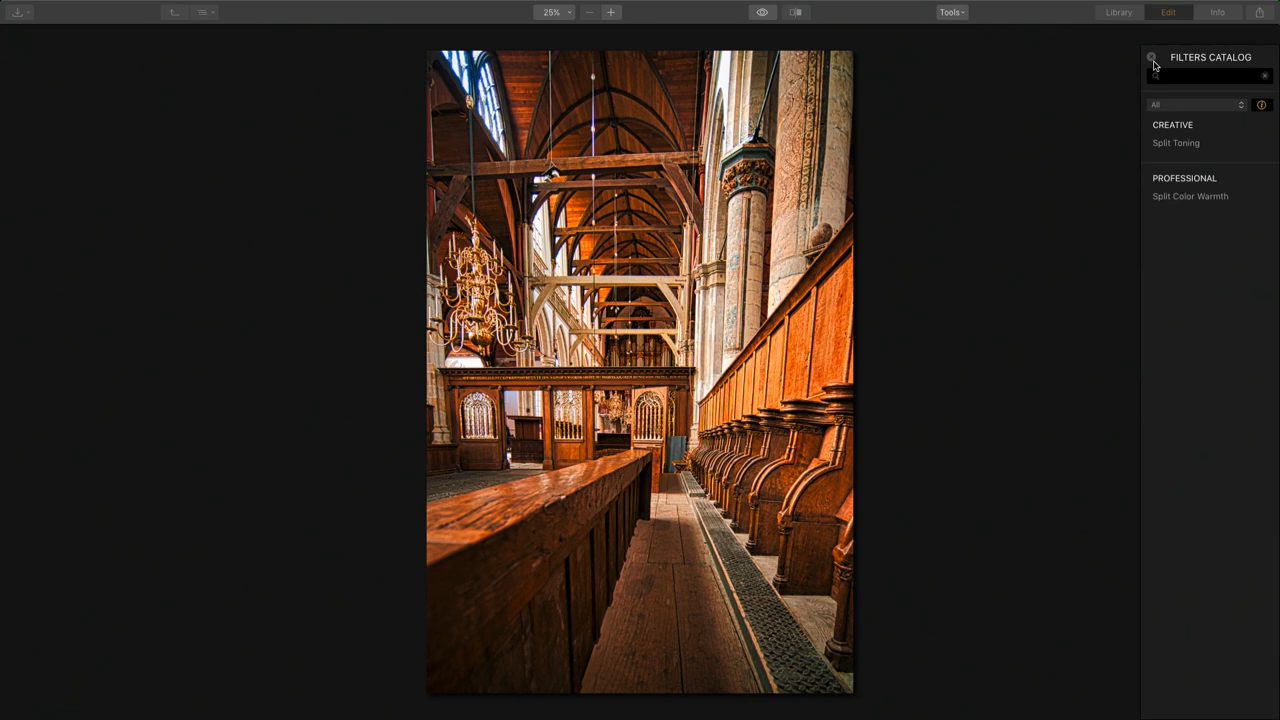 25%
Tools
Library
Edit
Info
FILTERS CATALOG
All
CREATIVE
Split Toning
PROFESSIONAL
Split Color Warmth